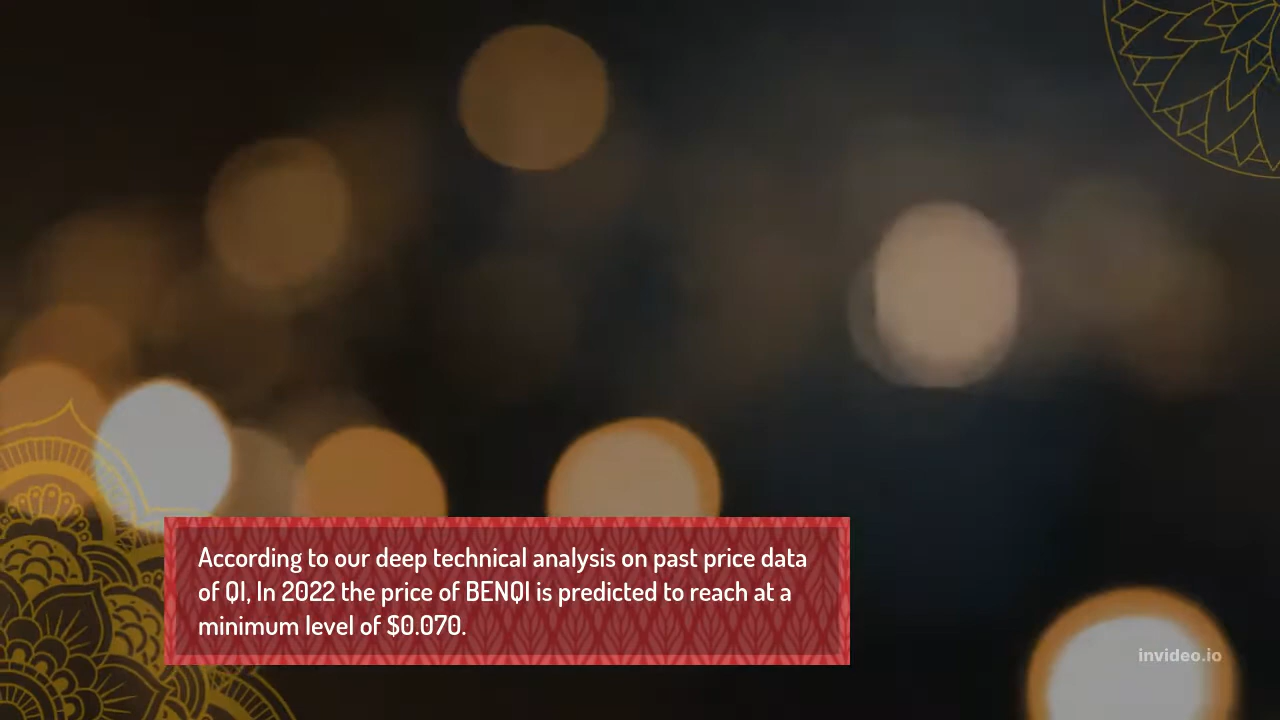 According to our deep technical analysis on past price data
of QI, In 2022 the price of BENQI is predicted to reach at a
minimum level of $0.070.
invideo.io